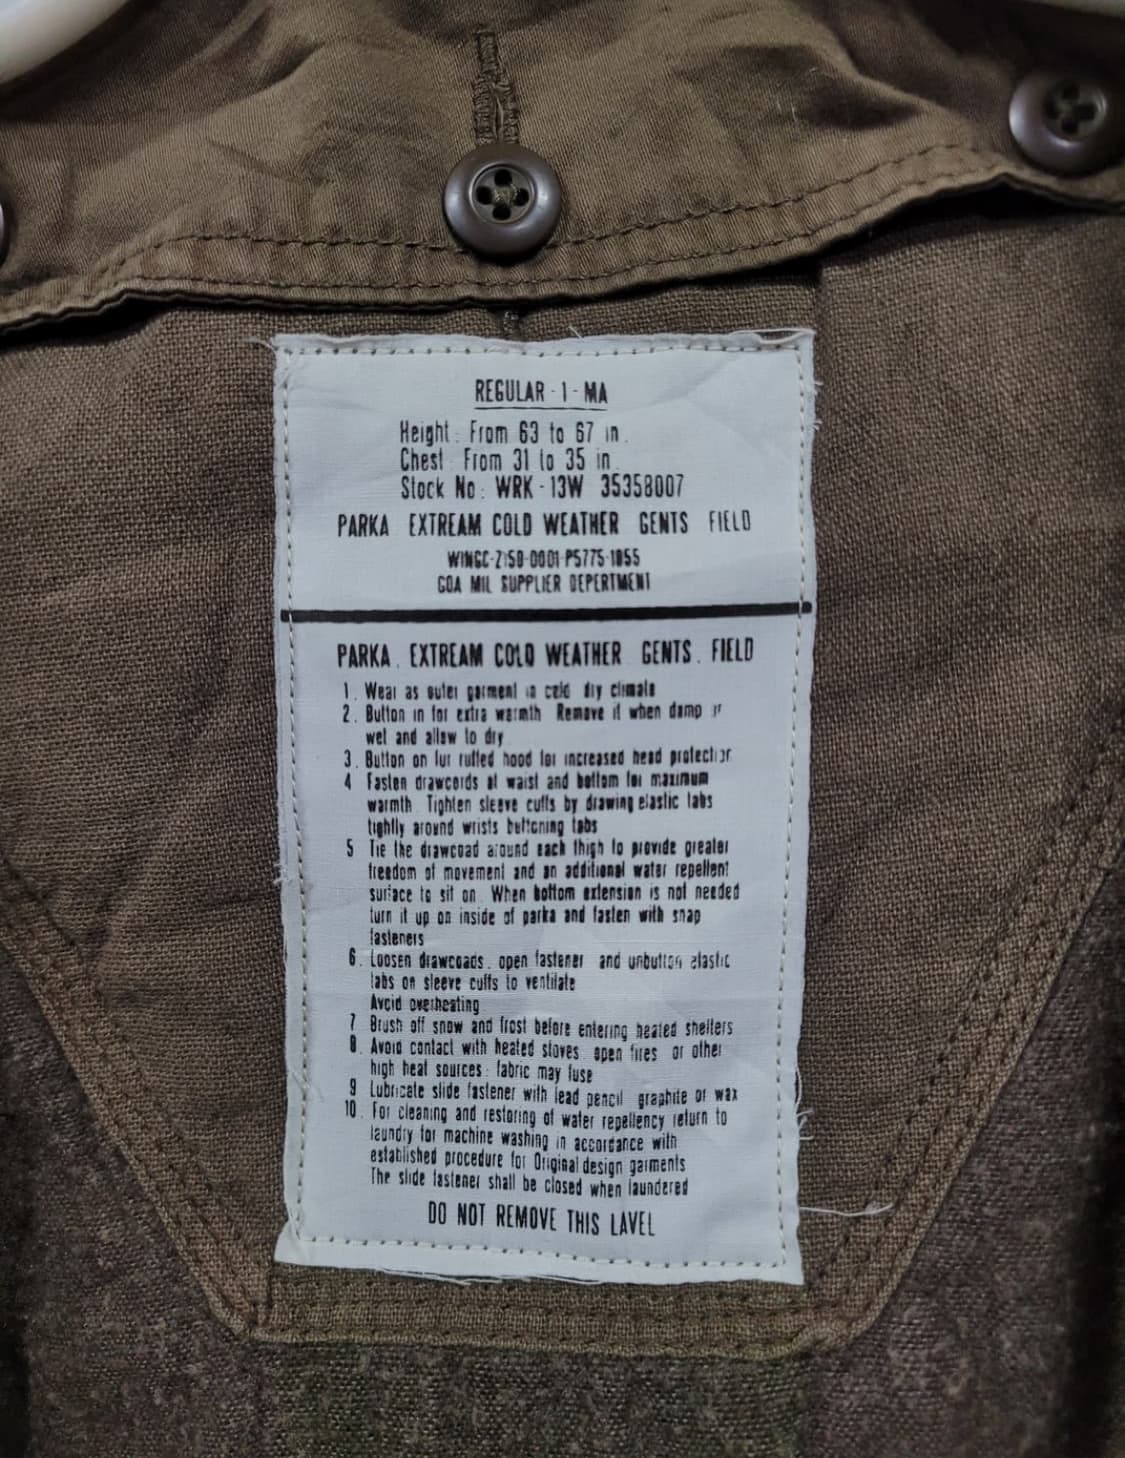 REGULAR - 1 - MA
Height : From 63 to 67 in.
Chest : From 31 to 35 in.
Stock No : WRK - 13W 35358007
PARKA EXTREAM COLD WEATHER GENTS FIELD
WINGC-Z15D-0001 P5775-1855
GOA MIL SUPPLIER DEPERTMENT
PARKA . EXTREAM COLD WEATHER GENTS . FIELD
1 . Wear as outer garment in cold dry climate
2 . Button in for extra warmth Remove it when damp or
wet and allaw to dry
3 . Button on fur ruffed hood for increased head protection
4 Fasten drawcords at waist and bottom for maximum
warmth . Tighten sleeve cuffs by drawing elastic tabs
tightly around wrists buttoning tabs
5 Tie the drawcoad around each thigh to provide greater
freedom of movement and an additional water repellent
surface to sit on . When bottom extension is not needed
turn it up on inside of parka and fasten with snap
fasteners
6 . Loosen drawcoads . open fastener and unbutton elastic
tabs on sleeve cuffs to ventilate
Avoid overheating
7 Brush off snow and frost before entering heated shelters
8 . Avoid contact with heated stoves open fires or other
high heat sources : fabric may fuse
9 Lubricate slide fastener with lead pencil graphite or wax
10 . For cleaning and restoring of water repellency return to
laundry for machine washing in accordance with
established procedure for Original design garments
The slide fastener shall be closed when laundered
DO NOT REMOVE THIS LAVEL